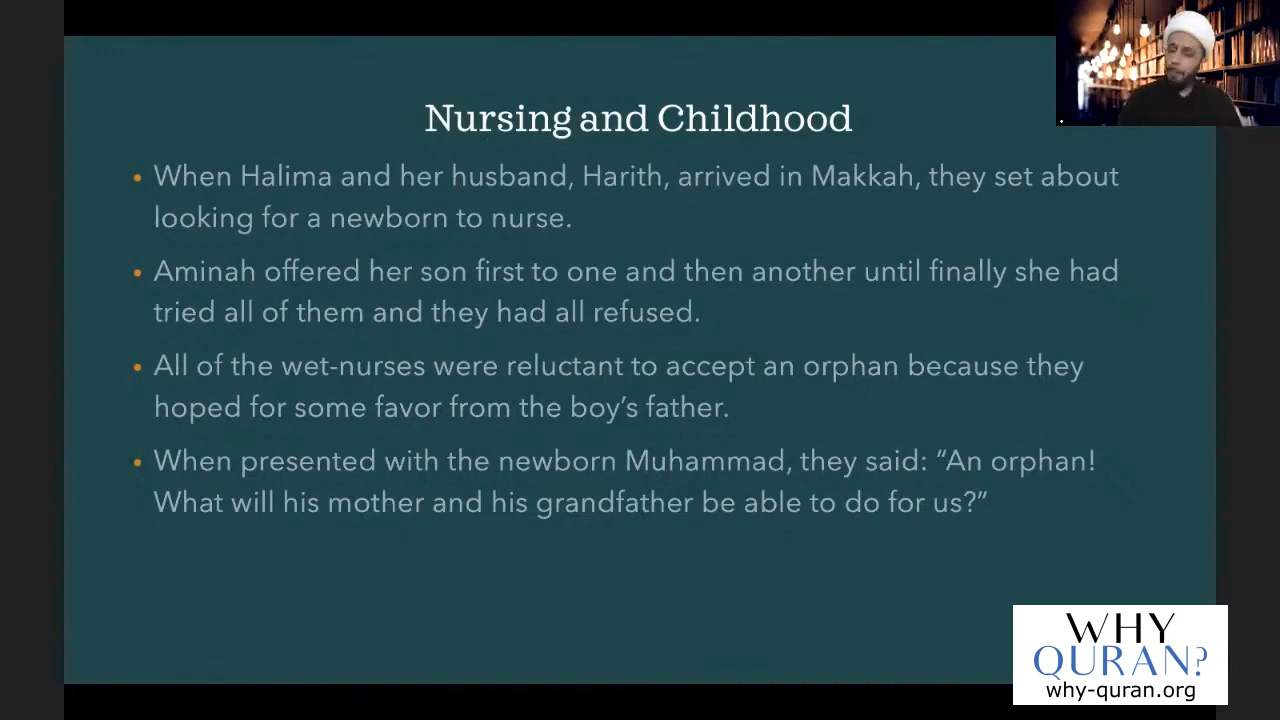 Nursing and Childhood
• When Halima and her husband, Harith, arrived in Makkah, they set about
looking for a newborn to nurse.
• Aminah offered her son first to one and then another until finally she had
tried all of them and they had all refused.
• All of the wet-nurses were reluctant to accept an orphan because they
hoped for some favor from the boy’s father.
• When presented with the newborn Muhammad, they said: “An orphan!
What will his mother and his grandfather be able to do for us?”
WHY
QURAN?
why-quran.org